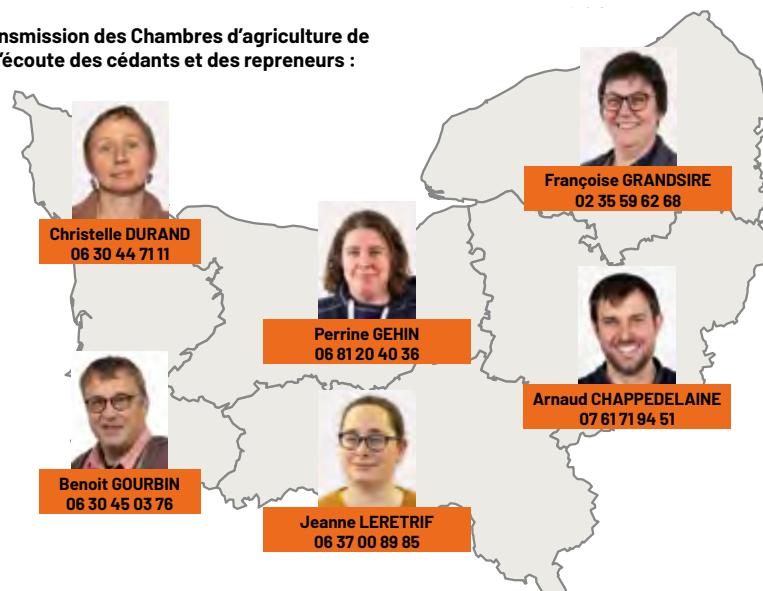 nsmission des Chambres d'agriculture de
'écoute des cédants et des repreneurs :
Françoise GRANDSIRE
02 35 59 62 68
Christelle DURAND
06 30 44 71 11
Perrine GEHIN
06 81 20 40 36
Arnaud CHAPPEDELAINE
07 61 71 94 51
Benoit GOURBIN
06 30 45 03 76
Jeanne LERETRIF
06 37 00 89 85